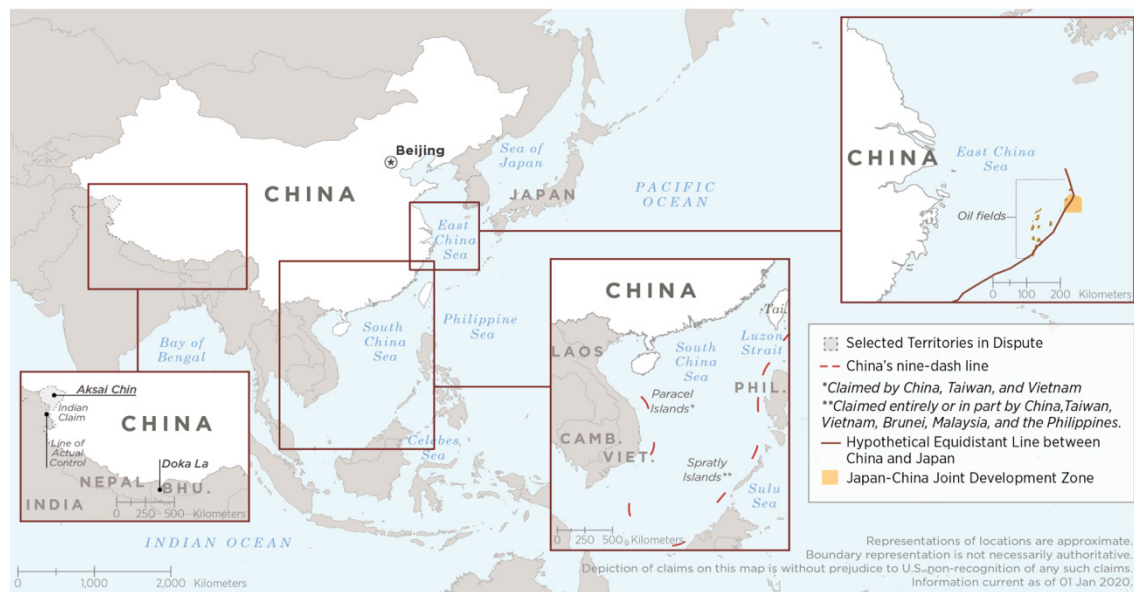 Beijing
CHINA
Sea of
Japan
JAPAN
PACIFIC
OCEAN
East
China
Sea
South
China Sea
Philippine
Sea
Bay of
Bengal
Celebes
Sea
INDIAN OCEAN
0 1,000 2,000 Kilometers
Aksai Chin
Indian
Claim
CHINA
Line of
Actual
Control
Doka La
NEPAL
BHU.
INDIA
0 250 500 Kilometers
CHINA
Tai.
LAOS
South
China
Sea
Luzon
Strait
PHIL.
Paracel
Islands*
CAMB.
VIET.
Spratly
Islands**
Sulu
Sea
0 250 500 Kilometers
CHINA
East China
Sea
Oil fields
0 100 200 Kilometers
Selected Territories in Dispute
China's nine-dash line
*Claimed by China, Taiwan, and Vietnam
**Claimed entirely or in part by China,Taiwan,
Vietnam, Brunei, Malaysia, and the Philippines.
Hypothetical Equidistant Line between
China and Japan
Japan-China Joint Development Zone
Representations of locations are approximate.
Boundary representation is not necessarily authoritative.
Depiction of claims on this map is without prejudice to U.S. non-recognition of any such claims.
Information current as of 01 Jan 2020.